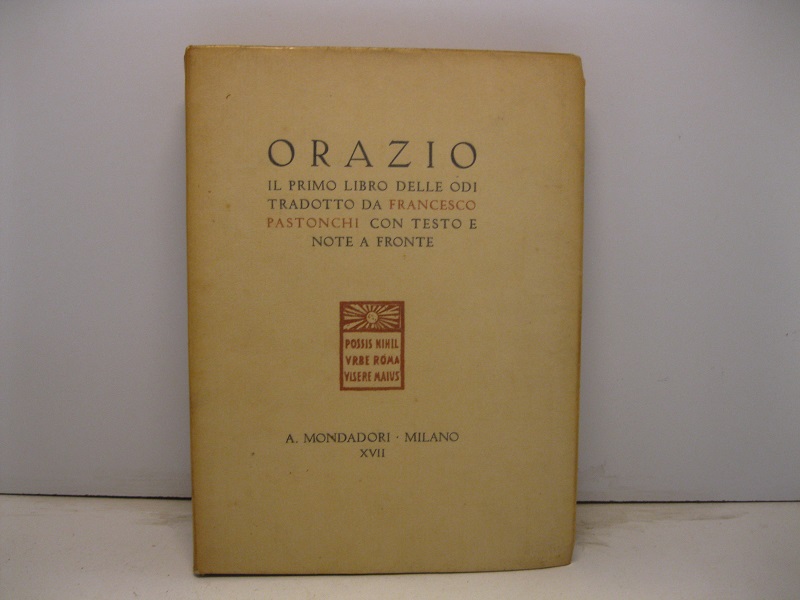 ORAZIO
IL PRIMO LIBRO DELLE ODI
TRADOTTO DA FRANCESCO
PASTONCHI CON TESTO E
NOTE A FRONTE
POSSIS NIHIL
VRBE ROMA
VISERE MAIUS
A. MONDADORI · MILANO
XVII